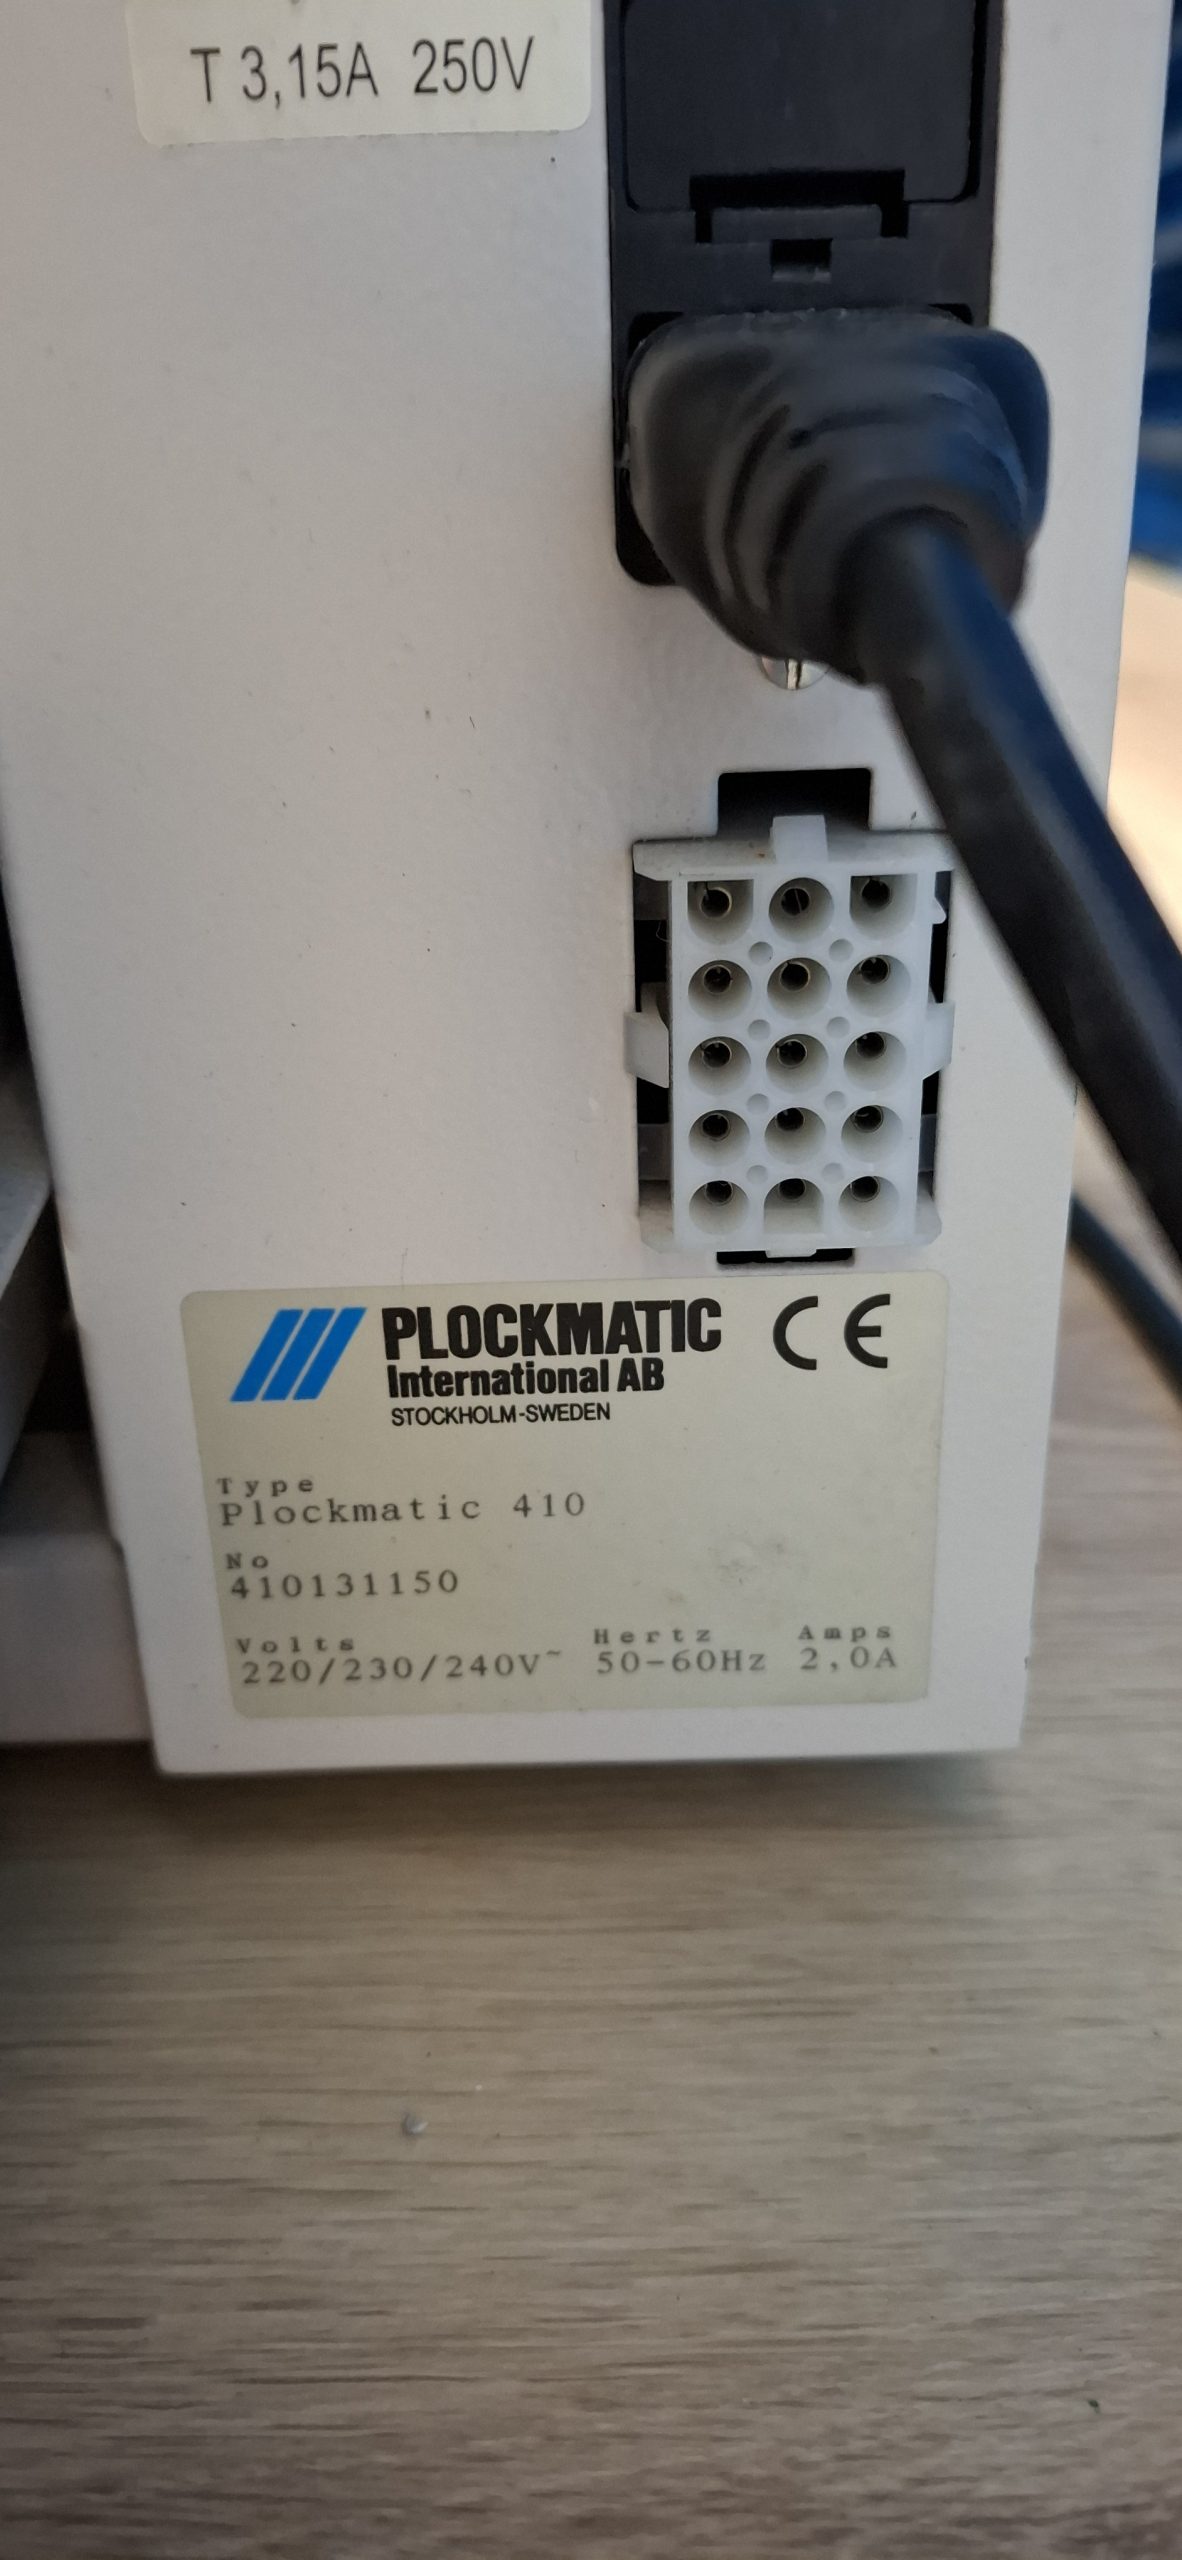 T 3,15A 250V
PLOCKMATIC CE
International AB
STOCKHOLM-SWEDEN
Type
Plockmatic 410
No
410131150
Volts Hertz Amps
220/230/240V~ 50-60Hz 2,0A